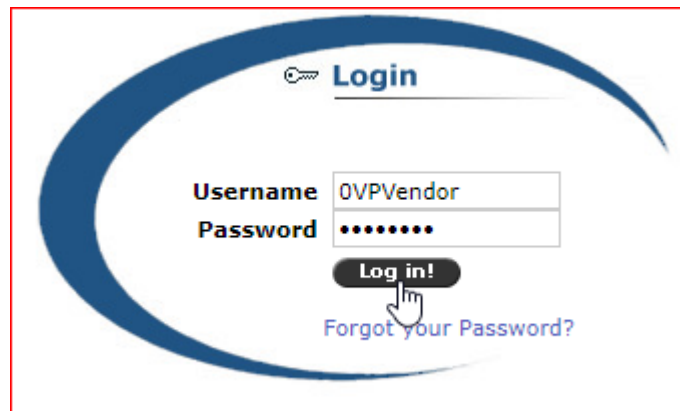 Login
Username 0VPVendor
Password ••••••••
Log in!
Forgot your Password?